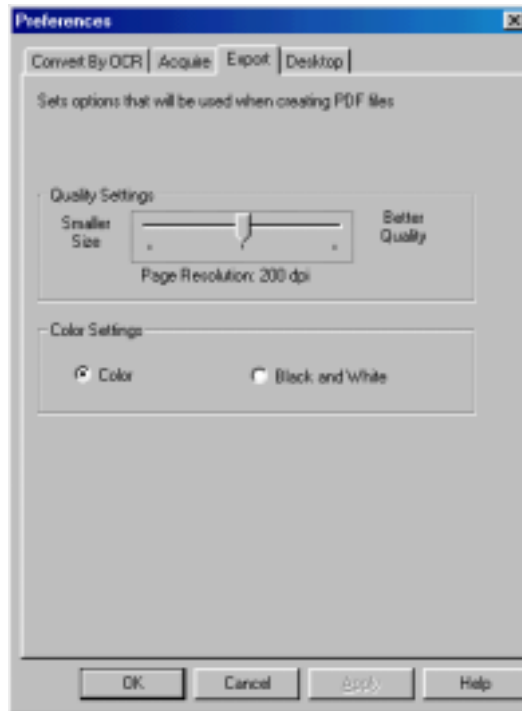 Preferences
Convert By OCR Acquire Export Desktop
Sets options that will be used when creating PDF files
Quality Settings
Smaller Size
Better Quality
Page Resolution: 200 dpi
Color Settings
Color Black and White
OK Cancel Apply Help